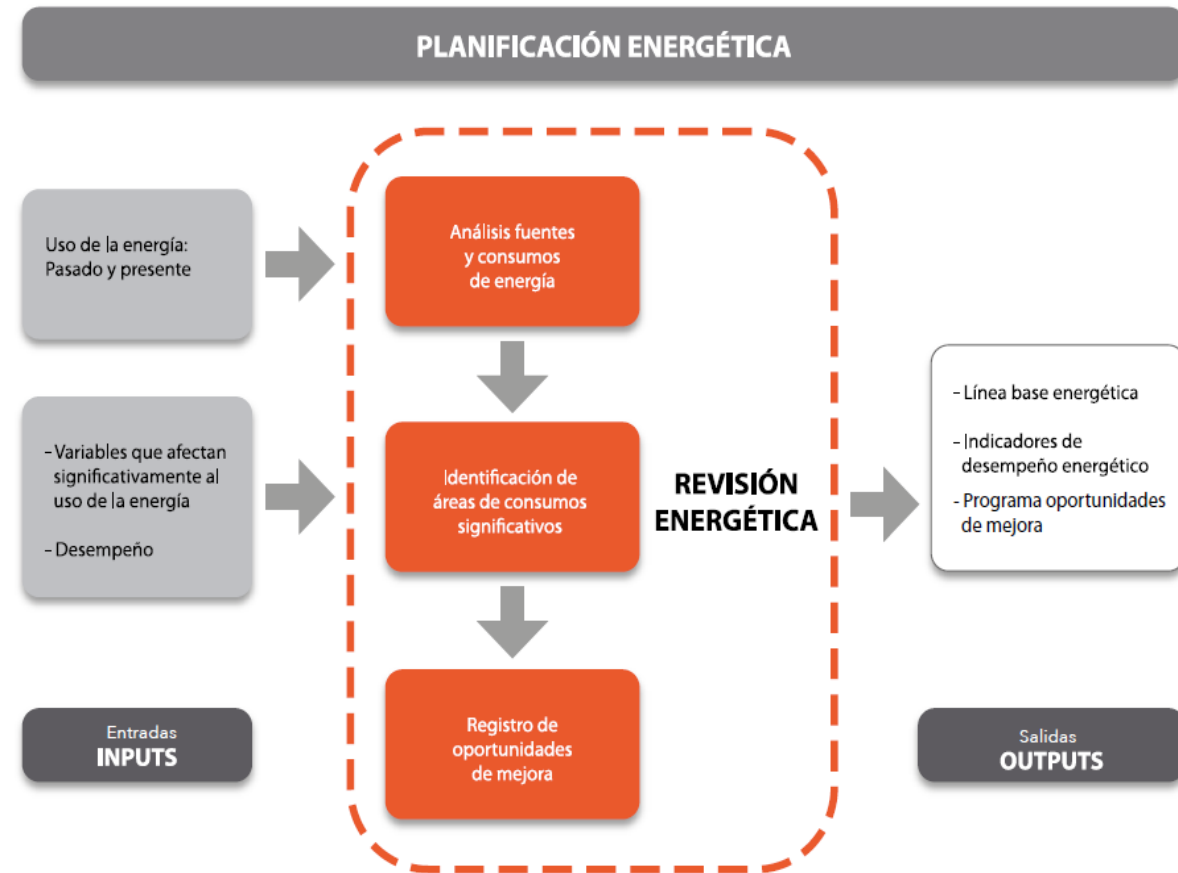 PLANIFICACIÓN ENERGÉTICA
Uso de la energía:
Pasado y presente
– Variables que afectan
significativamente al
uso de la energía
– Desempeño
Entradas
INPUTS
Análisis fuentes
y consumos
de energía
Identificación de
áreas de consumos
significativos
Registro de
oportunidades
de mejora
REVISIÓN
ENERGÉTICA
– Línea base energética
– Indicadores de
desempeño energético
- Programa oportunidades
de mejora
Salidas
OUTPUTS